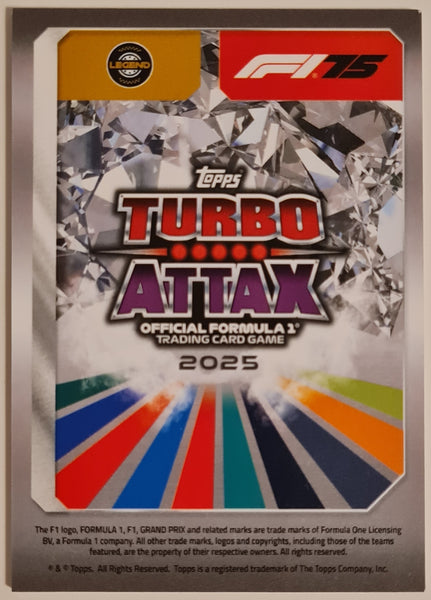 LEGEND
F1 75
Topps
TURBO
ATTAX
OFFICIAL FORMULA 1®
TRADING CARD GAME
2025
The F1 logo, FORMULA 1, F1, GRAND PRIX and related marks are trade marks of Formula One Licensing
BV, a Formula 1 company. All other trade marks, logos and copyrights, including those of the teams
featured, are the property of their respective owners. All rights reserved.
® & © Topps. All Rights Reserved. Topps is a registered trademark of The Topps Company, Inc.